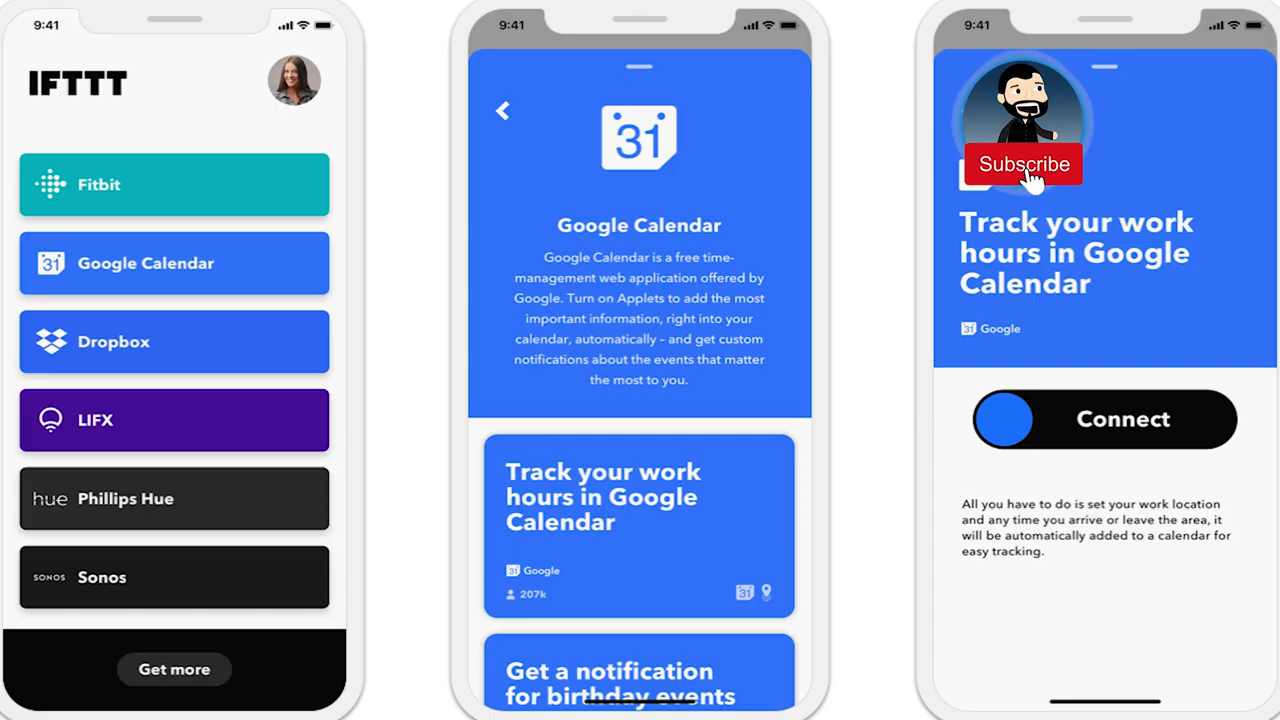 9:41
IFTTT
Fitbit
31 Google Calendar
Dropbox
LIFX
hue Phillips Hue
SONOS Sonos
Get more
9:41
31
Google Calendar
Google Calendar is a free time-
management web application offered by
Google. Turn on Applets to add the most
important information, right into your
calendar, automatically – and get custom
notifications about the events that matter
the most to you.
Track your work
hours in Google
Calendar
31 Google
207k
31
Get a notification
for birthday events
9:41
Subscribe
Track your work
hours in Google
Calendar
31 Google
Connect
All you have to do is set your work location
and any time you arrive or leave the area, it
will be automatically added to a calendar for
easy tracking.